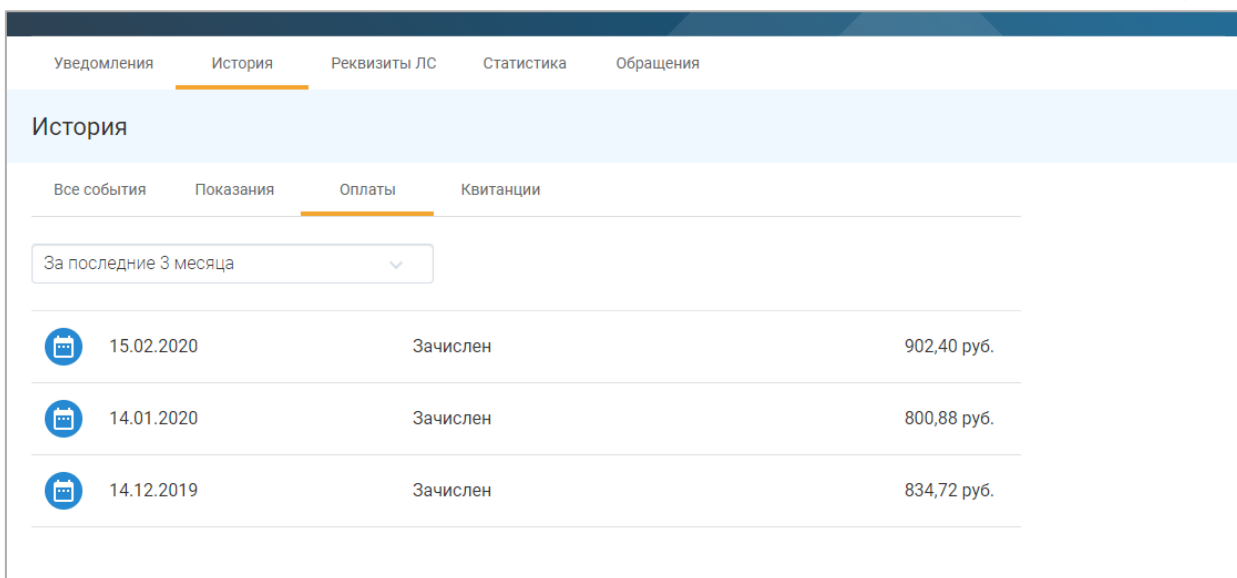 Уведомления История Реквизиты ЛС Статистика Обращения
История
Все события Показания Оплаты Квитанции
За последние 3 месяца
15.02.2020 Зачислен 902,40 руб.
14.01.2020 Зачислен 800,88 руб.
14.12.2019 Зачислен 834,72 руб.